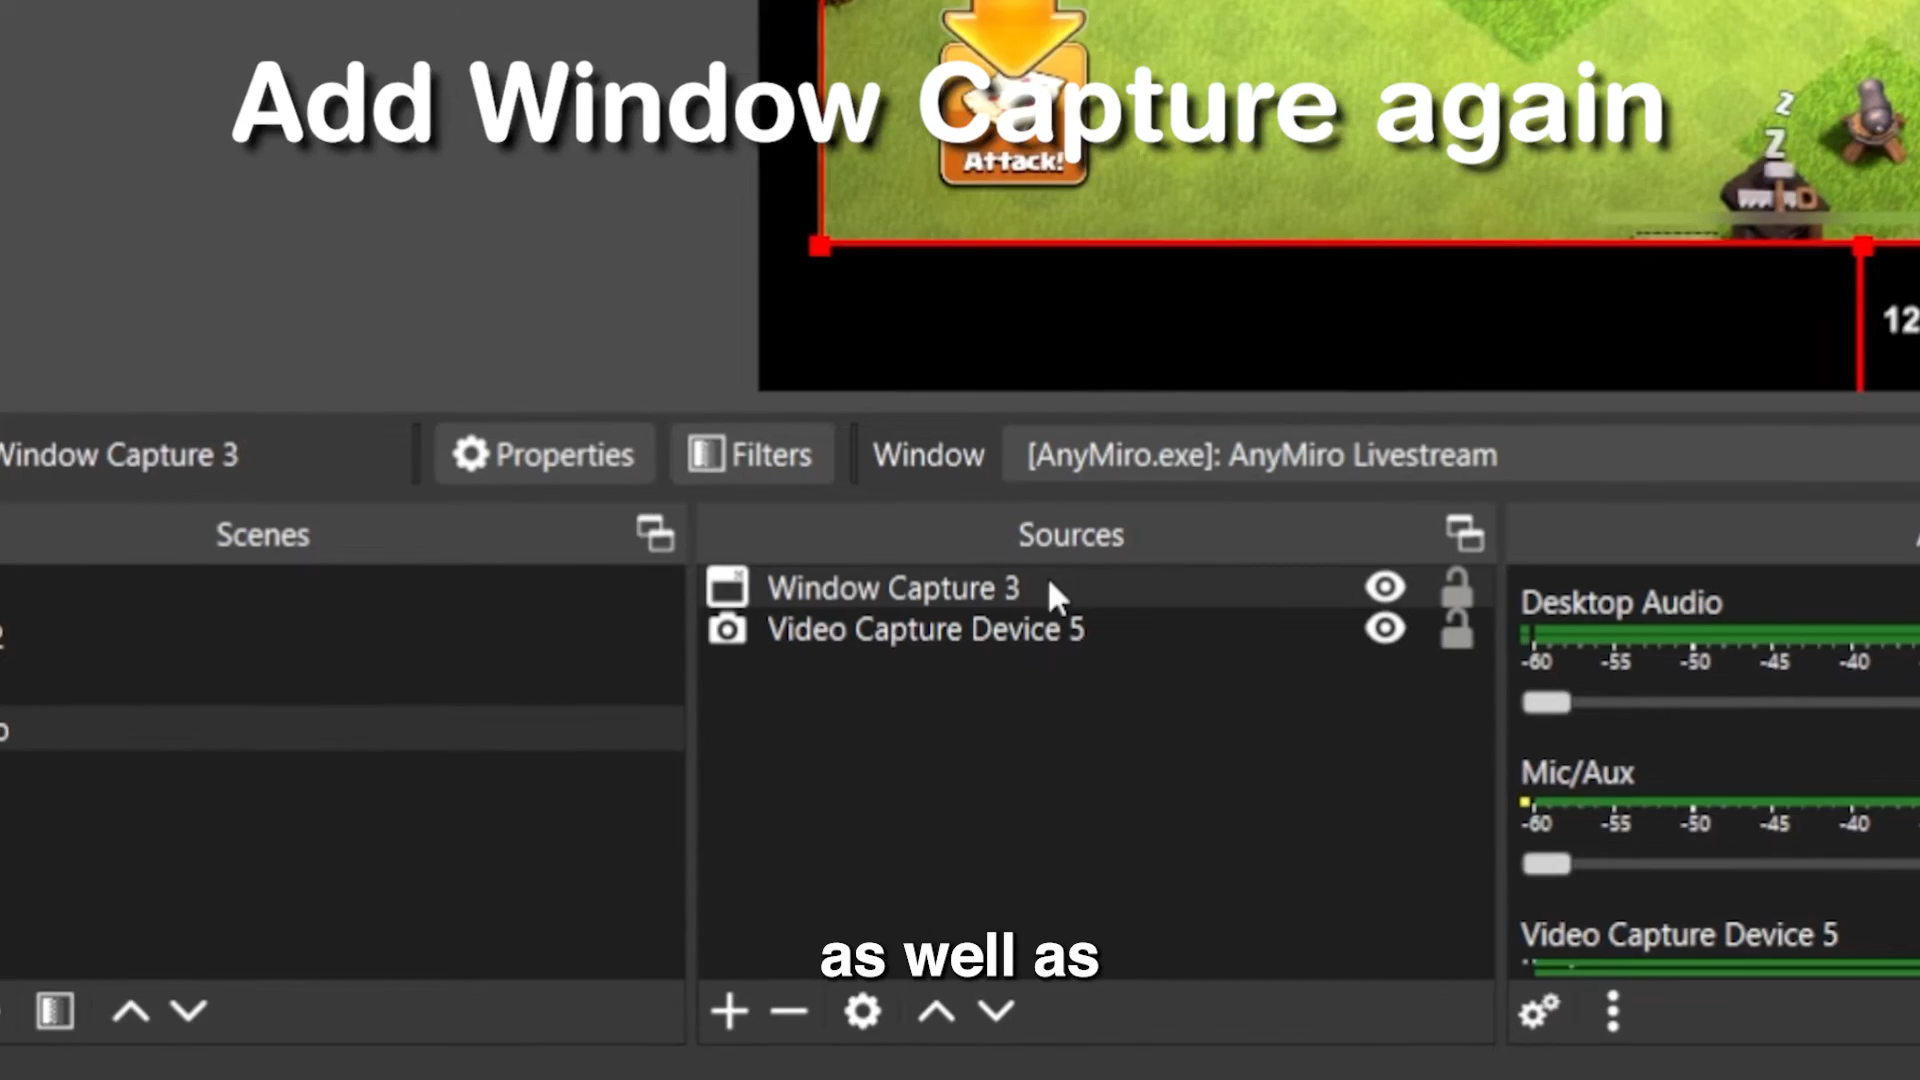 Add Window Capture again
Attack!
z
Z
12
Window Capture 3
Properties
Filters
Window
[AnyMiro.exe]: AnyMiro Livestream
Scenes
Sources
Window Capture 3
Video Capture Device 5
Desktop Audio
-60 -55 -50 -45 -40
Mic/Aux
-60 -55 -50 -45 -40
Video Capture Device 5
as well as